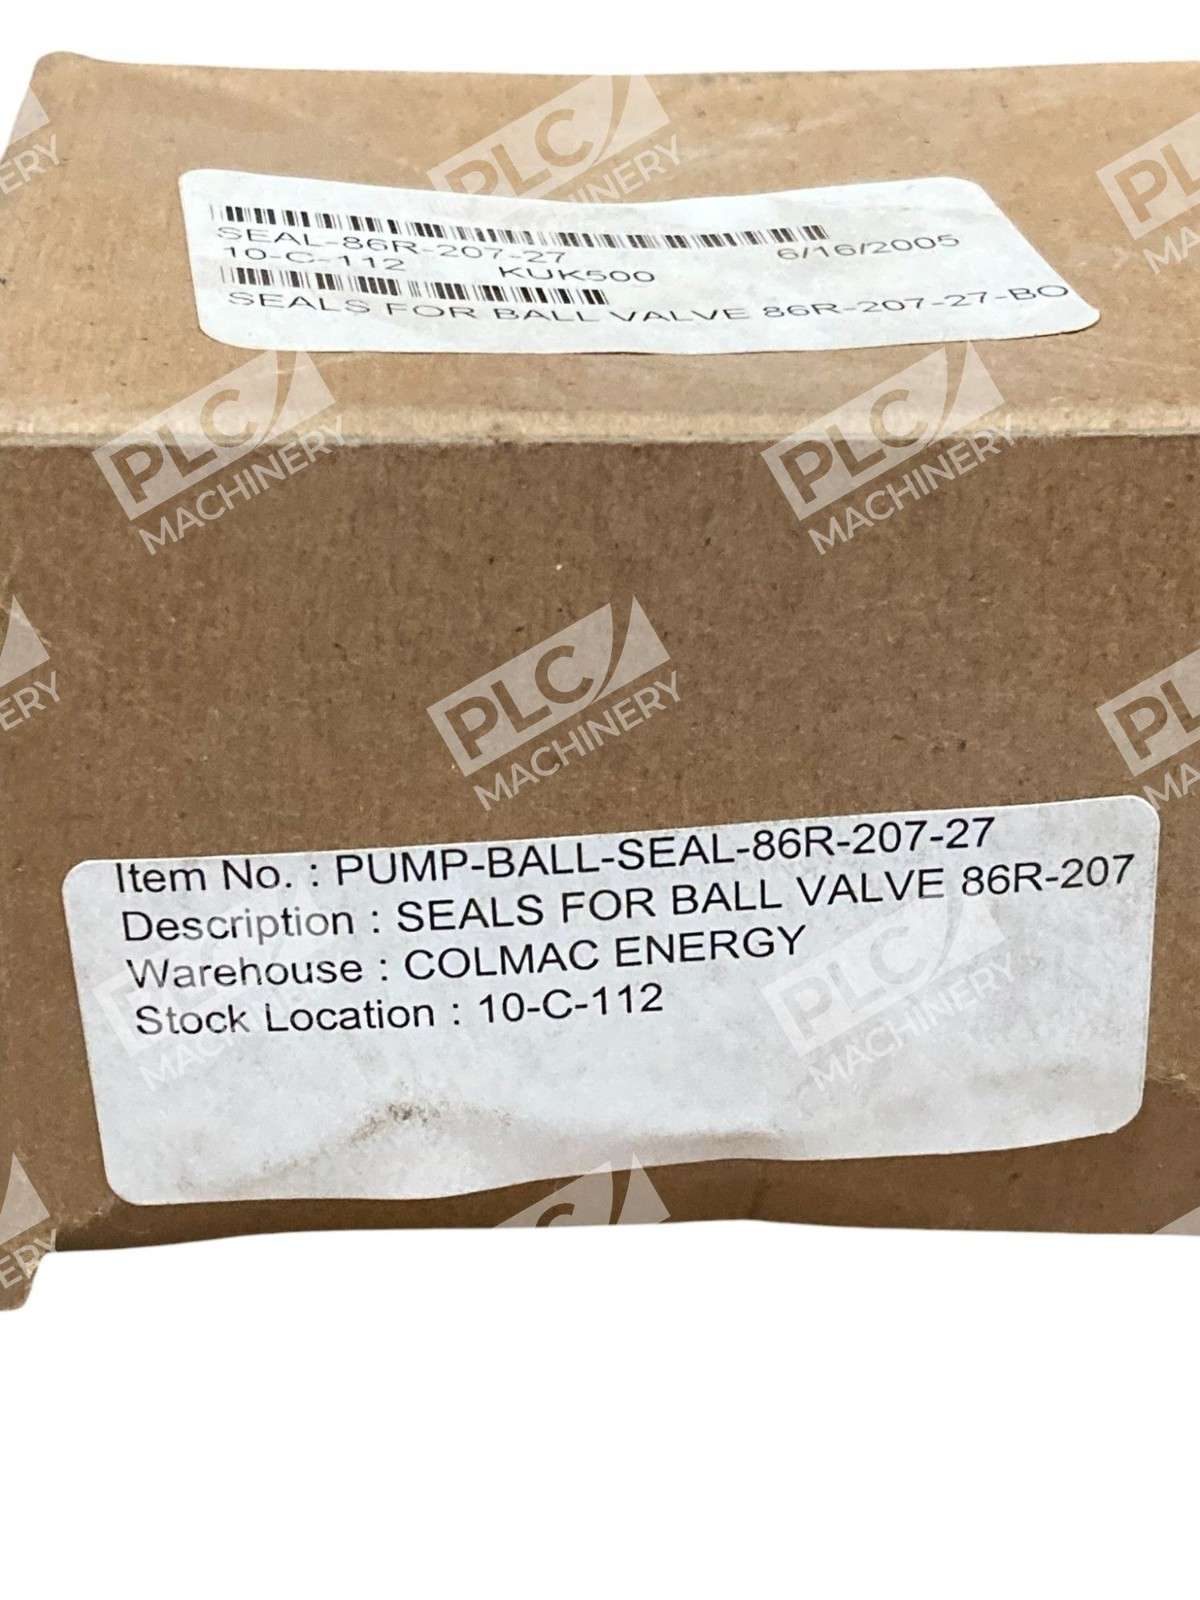 SEAL-86R-207-27 6/16/2005
10-C-112 KUK500
SEALS FOR BALL VALVE 86R-207-27-BO
Item No. : PUMP-BALL-SEAL-86R-207-27
Description : SEALS FOR BALL VALVE 86R-207
Warehouse : COLMAC ENERGY
Stock Location : 10-C-112
PLC MACHINERY